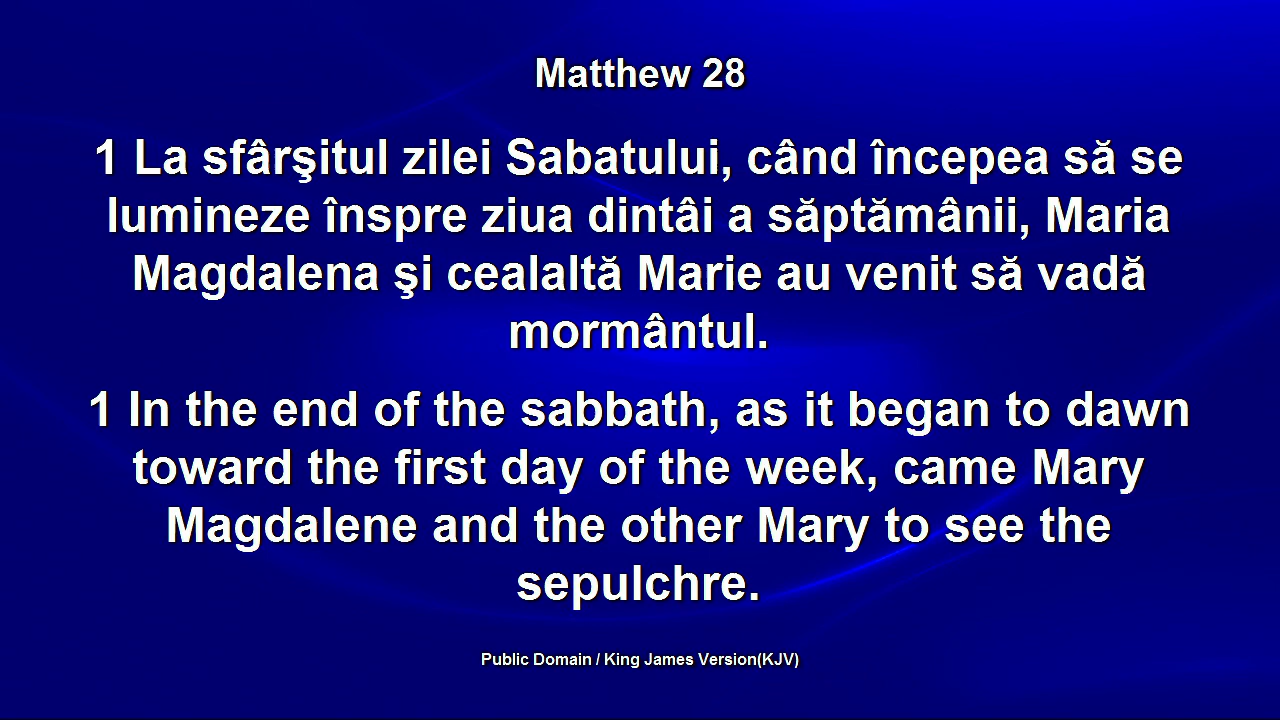 Matthew 28
1 La sfârşitul zilei Sabatului, când începea să se
lumineze înspre ziua dintâi a săptămânii, Maria
Magdalena şi cealaltă Marie au venit să vadă
mormântul.
1 In the end of the sabbath, as it began to dawn
toward the first day of the week, came Mary
Magdalene and the other Mary to see the
sepulchre.
Public Domain / King James Version(KJV)